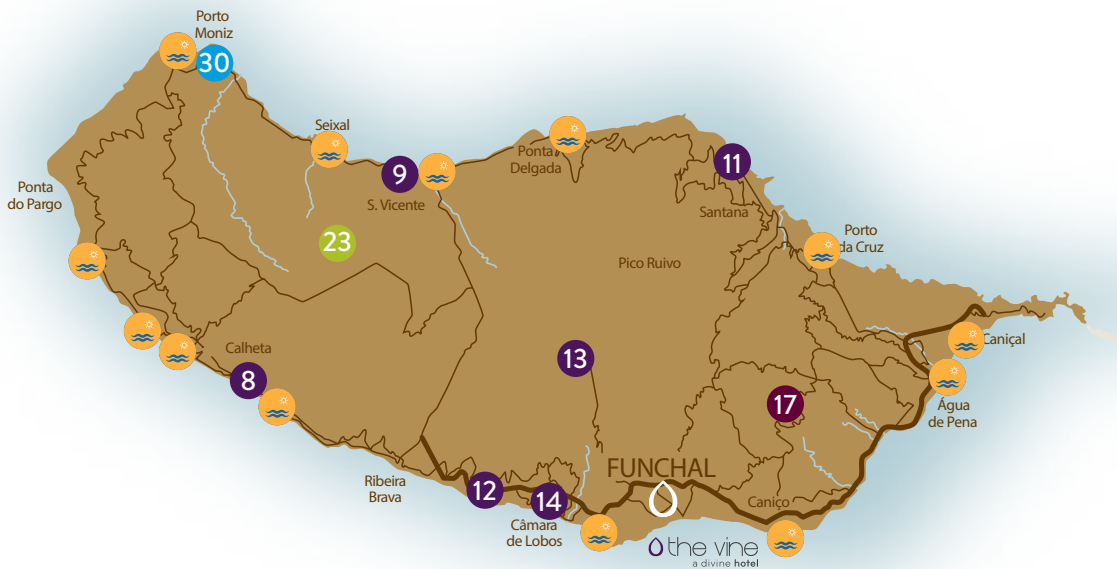 Porto
Moniz
30
Seixal
Ponta
Delgada
9
11
S. Vicente
Ponta
do Pargo
Santana
23
Porto
da Cruz
Pico Ruivo
Caniçal
Calheta
13
8
17
Água
de Pena
FUNCHAL
Ribeira
Brava
12
14
Caniço
Câmara
de Lobos
the vine
a divine hotel